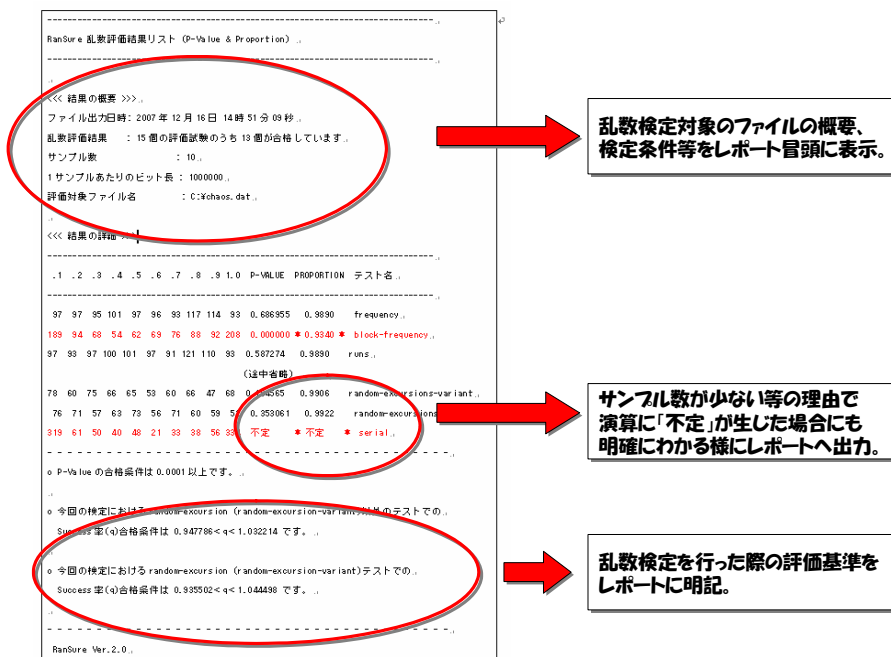 RanSure 乱数評価結果リスト (P-Value & Proportion)
<<< 結果の概要 >>>
ファイル出力日時: 2007 年 12 月 16 日 14 時 51 分 09 秒
乱数評価結果 : 15 個の評価試験のうち 13 個が合格しています
サンプル数 : 10
1 サンプルあたりのビット長 : 1000000
評価対象ファイル名 : C:¥chaos.dat
<<< 結果の詳細 >>>
.1 .2 .3 .4 .5 .6 .7 .8 .9 1.0 P-VALUE PROPORTION テスト名
97 97 95 101 97 96 93 117 114 93 0.686955 0.9890 frequency
189 94 68 54 62 69 76 88 92 208 0.000000 * 0.9340 * block-frequency
97 93 97 100 101 97 91 121 110 93 0.587274 0.9890 runs
(途中省略)
78 60 75 66 65 53 60 66 47 68 0.9906 random-excursions-variant
76 71 57 63 73 56 71 60 59 0.353061 0.9922 random-excursions
319 61 50 40 48 21 33 38 56 不定 * 不定 * serial
o P-Value の合格条件は 0.0001 以上です。
o 今回の検定における random-excursion (random-excursion-variant)以外のテストでの
Success 率(q)合格条件は 0.947786<q<1.032214 です。
o 今回の検定における random-excursion (random-excursion-variant)テストでの
Success 率(q)合格条件は 0.935502<q<1.044498 です。
RanSure Ver.2.0
乱数検定対象のファイルの概要、
検定条件等をレポート冒頭に表示。
サンプル数が少ない等の理由で
演算に「不定」が生じた場合にも
明確にわかる様にレポートへ出力。
乱数検定を行った際の評価基準を
レポートに明記。